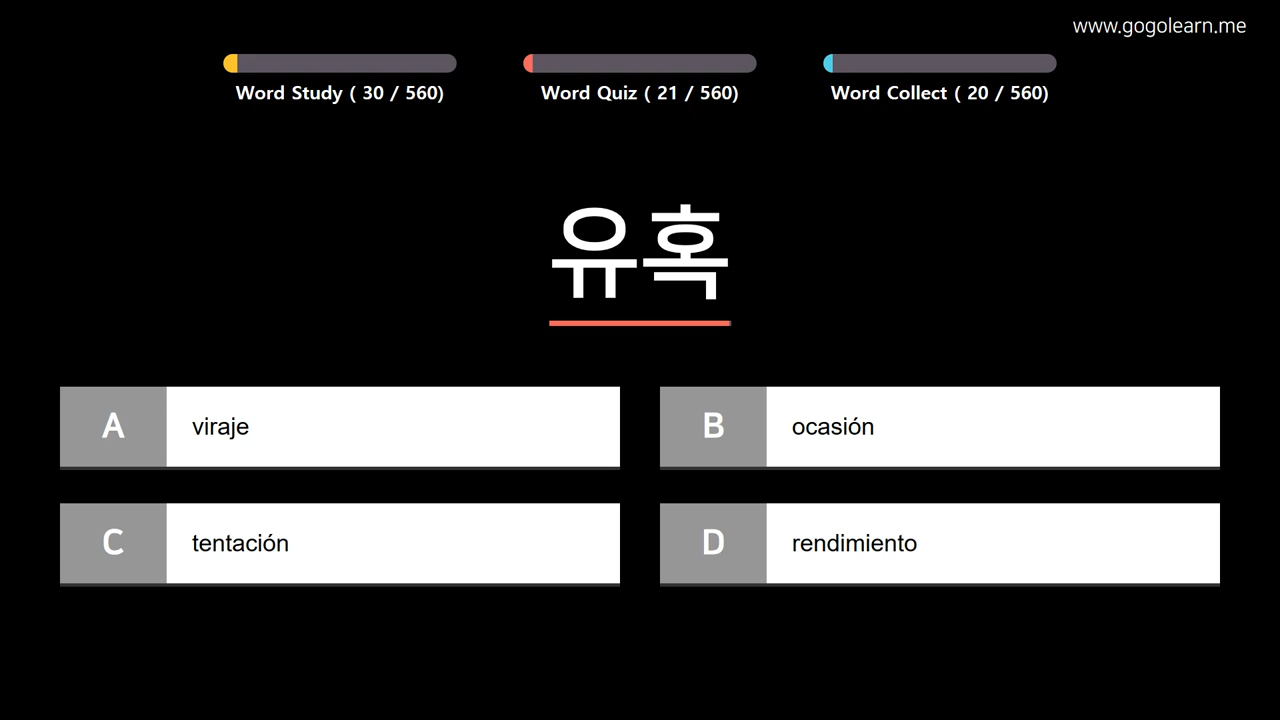 www.gogolearn.me
Word Study ( 30 / 560)
Word Quiz ( 21 / 560)
Word Collect ( 20 / 560)
유혹
A viraje
B ocasión
C tentación
D rendimiento